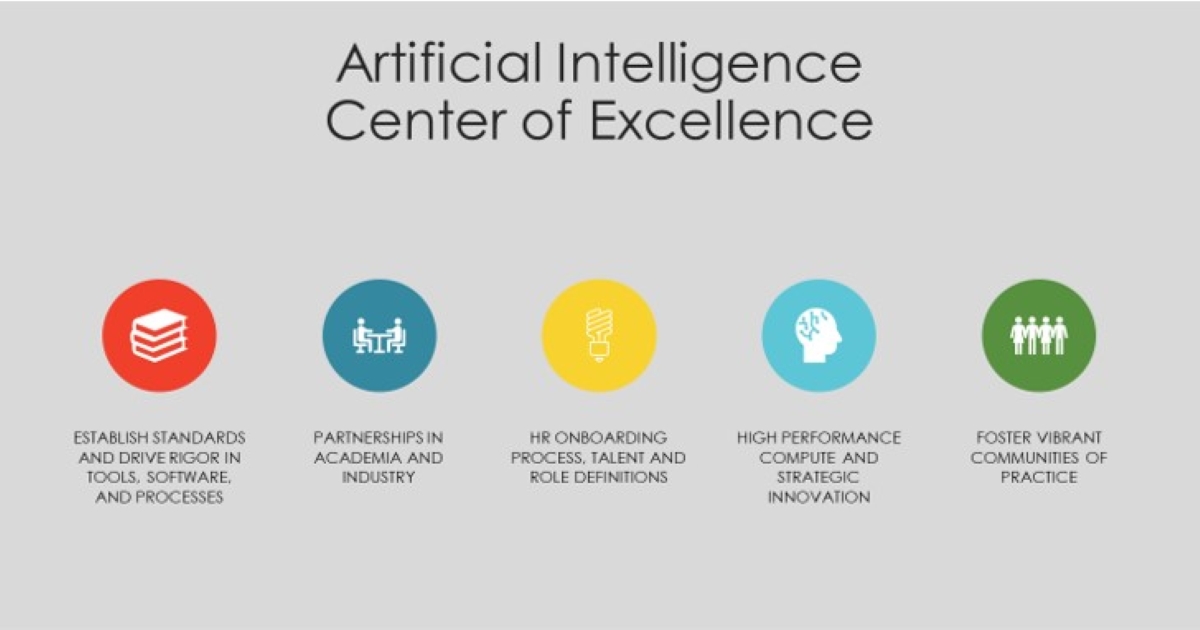 Artificial Intelligence
Center of Excellence
ESTABLISH STANDARDS
AND DRIVE RIGOR IN
TOOLS, SOFTWARE,
AND PROCESSES
PARTNERSHIPS IN
ACADEMIA AND
INDUSTRY
HR ONBOARDING
PROCESS, TALENT AND
ROLE DEFINITIONS
HIGH PERFORMANCE
COMPUTE AND
STRATEGIC
INNOVATION
FOSTER VIBRANT
COMMUNITIES OF
PRACTICE